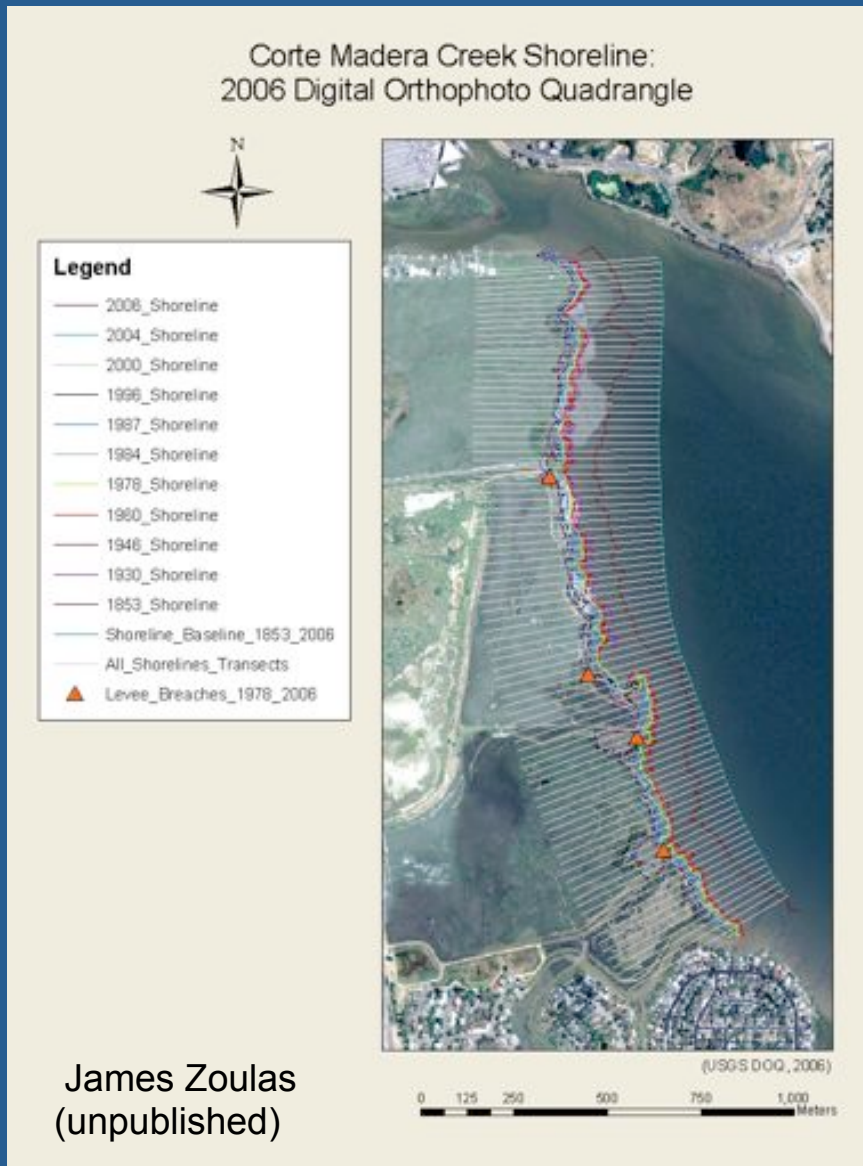 Corte Madera Creek Shoreline:
2006 Digital Orthophoto Quadrangle
N
Legend
2006_Shoreline
2004_Shoreline
2000_Shoreline
1996_Shoreline
1987_Shoreline
1984_Shoreline
1978_Shoreline
1960_Shoreline
1946_Shoreline
1930_Shoreline
1853_Shoreline
Shoreline_Baseline_1853_2006
All_Shorelines_Transects
Levee_Breaches_1978_2006
(USGS DOQ, 2006)
0 125 250 500 750 1,000
Meters
James Zoulas
(unpublished)